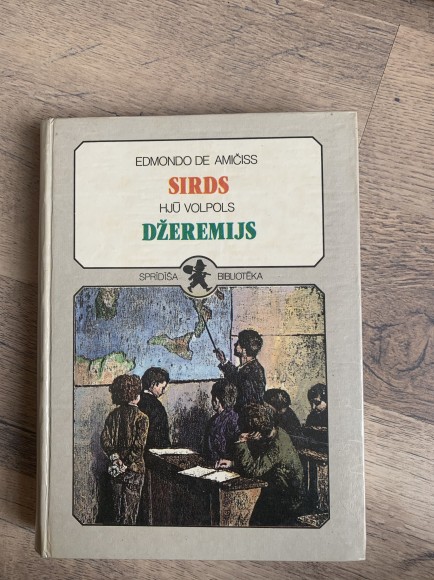 EDMONDO DE AMIČISS
SIRDS
HJŪ VOLPOLS
DŽEREMIJS
SPRĪDĪŠA BIBLIOTĒKA